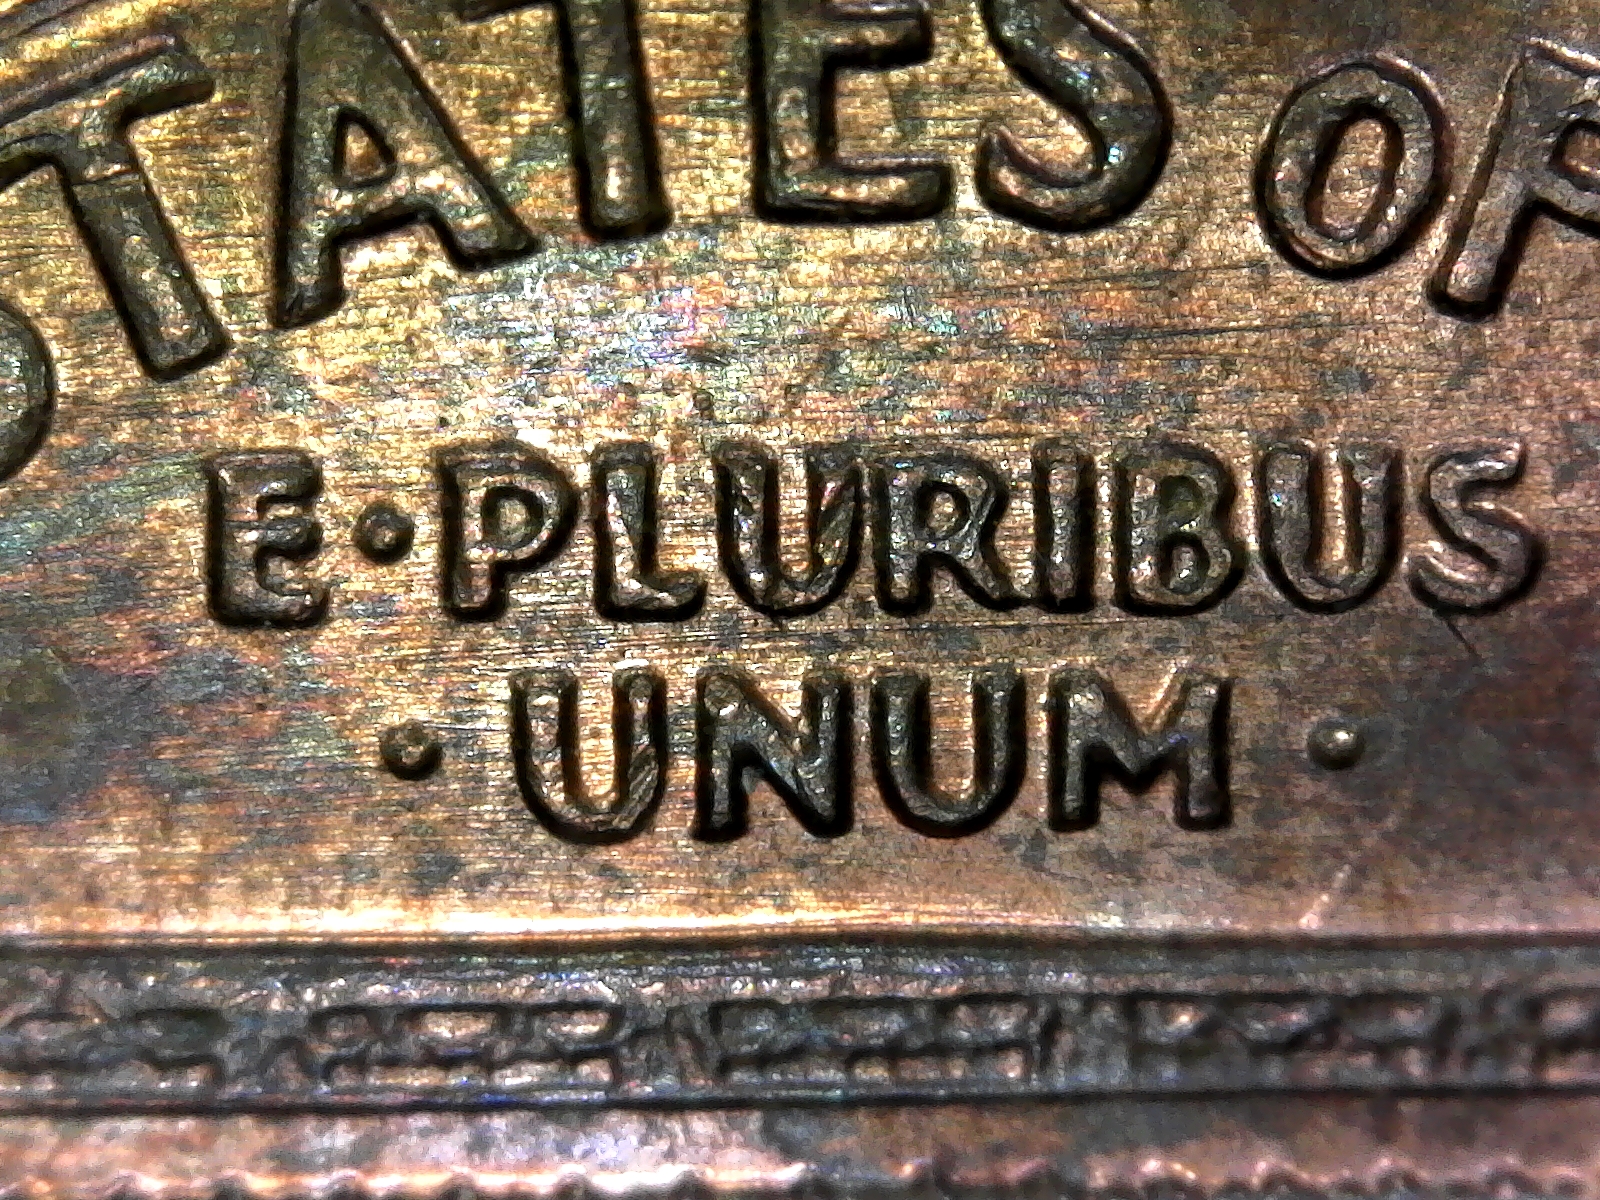 STATES OF
E·PLURIBUS
·UNUM·